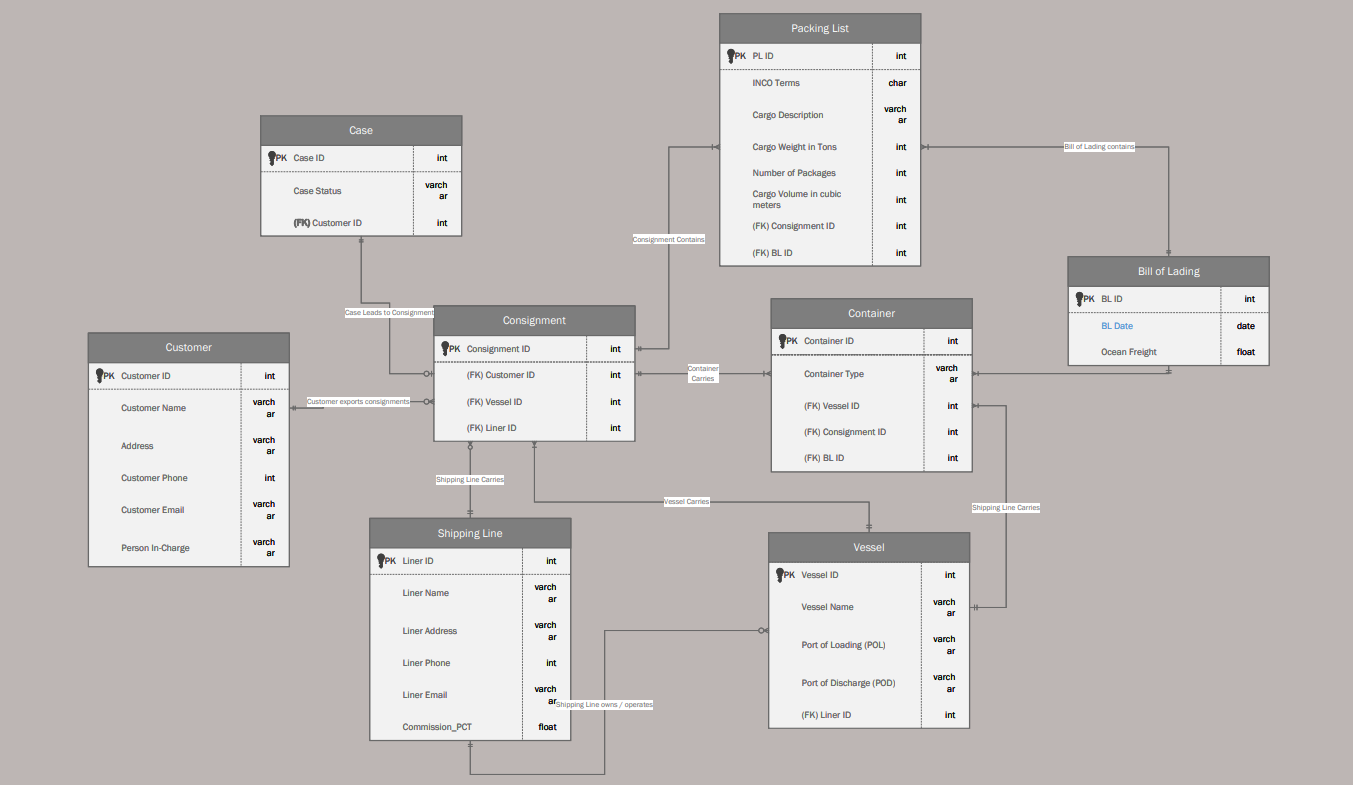 Packing List
PK PL ID int
INCO Terms char
Cargo Description varch
ar
Cargo Weight in Tons int
Number of Packages int
Cargo Volume in cubic
meters int
(FK) Consignment ID int
(FK) BL ID int
Case
PK Case ID int
Case Status varch
ar
(FK) Customer ID int
Bill of Lading contains
Consignment Contains
Bill of Lading
PK BL ID int
BL Date date
Ocean Freight float
Case Leads to Consignment
Consignment
PK Consignment ID int
(FK) Customer ID int
(FK) Vessel ID int
(FK) Liner ID int
Container
PK Container ID int
Container Type varch
ar
(FK) Vessel ID int
(FK) Consignment ID int
(FK) BL ID int
Container
Carries
Customer
PK Customer ID int
Customer Name varch
ar
Address varch
ar
Customer Phone int
Customer Email varch
ar
Person In-Charge varch
ar
Customer exports consignments
Shipping Line Carries
Vessel Carries
Shipping Line Carries
Shipping Line
PK Liner ID int
Liner Name varch
ar
Liner Address varch
ar
Liner Phone int
Liner Email varch
ar
Commission_PCT float
Shipping Line owns / operates
Vessel
PK Vessel ID int
Vessel Name varch
ar
Port of Loading (POL) varch
ar
Port of Discharge (POD) varch
ar
(FK) Liner ID int